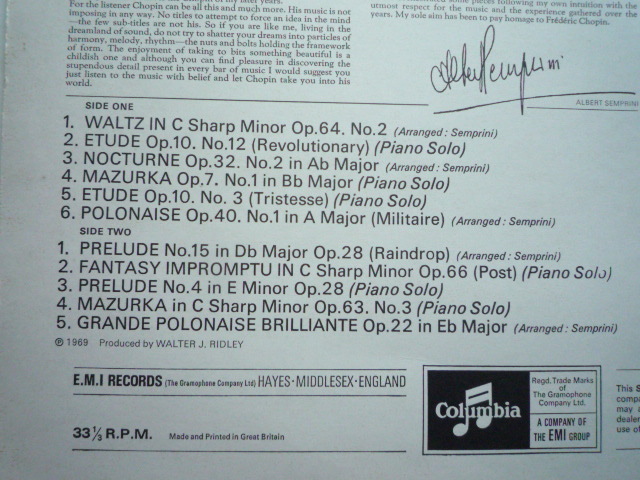 For the listener Chopin can be all this and much more. His music is not
imposing in any way. No titles to attempt to force an idea in the mind
—the few sub-titles are not his. So if you are like me, living in the
dreamland of sound, do not try to shatter your dreams into particles of
harmony, melody, rhythm—the nuts and bolts holding the framework
of form. The enjoyment of taking to bits something beautiful is a
childish one and although you can find pleasure in discovering the
stupendous detail present in every bar of music I would suggest you
just listen to the music with belief and let Chopin take you into his
world.
pieces following my own intuition with the
utmost respect for the music and the experience gathered over the
years. My sole aim has been to pay homage to Frédéric Chopin.
Albert Semprini
ALBERT SEMPRINI
SIDE ONE
1. WALTZ IN C Sharp Minor Op.64. No.2 (Arranged : Semprini)
2. ETUDE Op.10. No.12 (Revolutionary) (Piano Solo)
3. NOCTURNE Op.32. No.2 in Ab Major (Arranged : Semprini)
4. MAZURKA Op.7. No.1 in Bb Major (Piano Solo)
5. ETUDE Op.10. No. 3 (Tristesse) (Piano Solo)
6. POLONAISE Op.40. No.1 in A Major (Militaire) (Arranged : Semprini)
SIDE TWO
1. PRELUDE No.15 in Db Major Op.28 (Raindrop) (Arranged : Semprini)
2. FANTASY IMPROMPTU IN C Sharp Minor Op.66 (Post) (Piano Solo)
3. PRELUDE No.4 in E Minor Op.28 (Piano Solo)
4. MAZURKA in C Sharp Minor Op.63. No.3 (Piano Solo)
5. GRANDE POLONAISE BRILLIANTE Op.22 in Eb Major (Arranged : Semprini)
℗ 1969 Produced by WALTER J. RIDLEY
E.M.I RECORDS (The Gramophone Company Ltd) HAYES·MIDDLESEX·ENGLAND
33⅓ R.P.M. Made and Printed in Great Britain
Columbia
Regd. Trade Marks
of The Gramophone
Company Ltd.
A COMPANY OF
THE EMI GROUP
This
may
use of